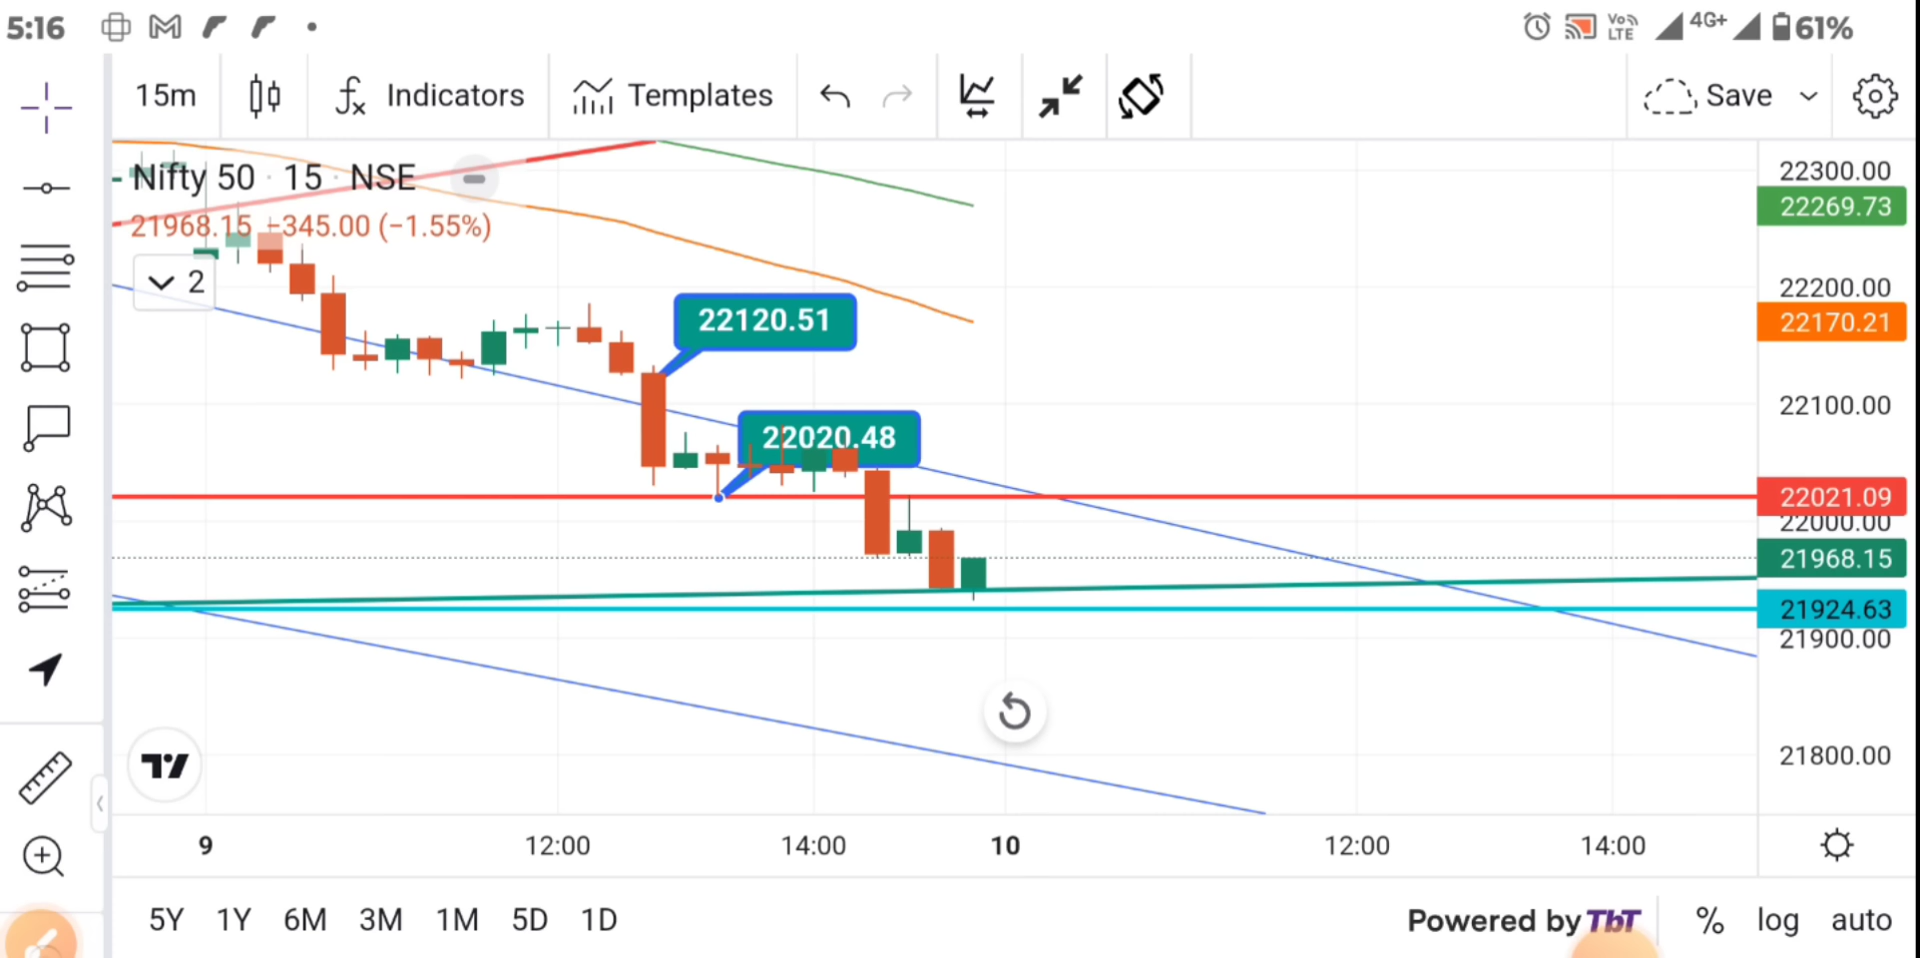 5:16
Vo LTE 4G+ 61%
15m Indicators Templates Save
Nifty 50 · 15 · NSE
21968.15 −345.00 (−1.55%)
2
22120.51
22020.48
22300.00
22269.73
22200.00
22170.21
22100.00
22021.09
22000.00
21968.15
21924.63
21900.00
21800.00
9 12:00 14:00 10 12:00 14:00
5Y 1Y 6M 3M 1M 5D 1D
Powered by TbT % log auto